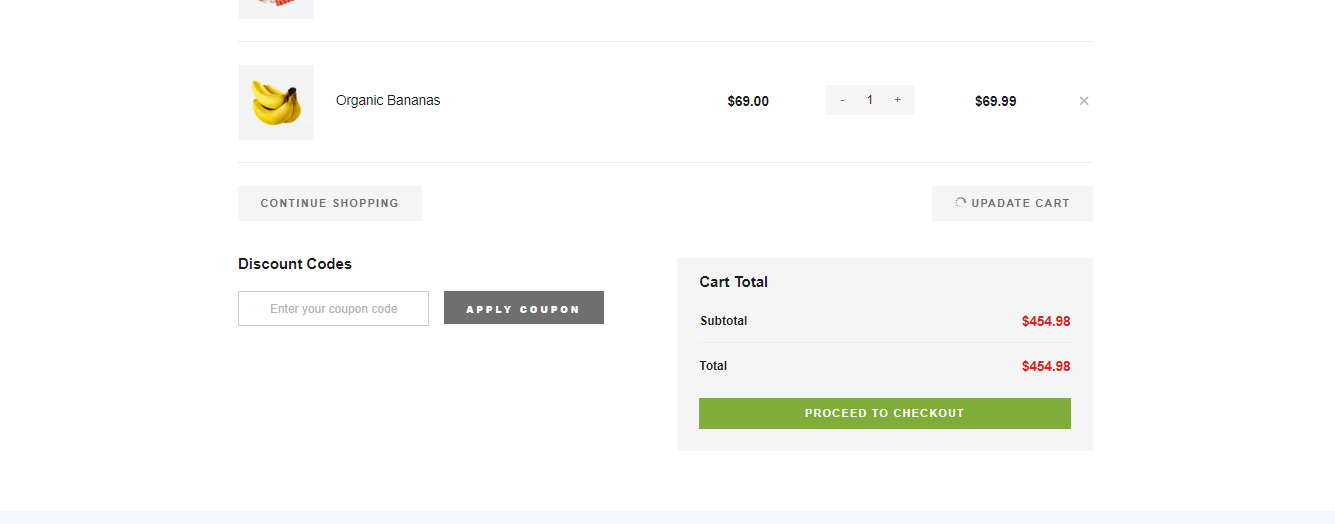 Organic Bananas $69.00 - 1 + $69.99 ×
CONTINUE SHOPPING UPADATE CART
Discount Codes
Enter your coupon code APPLY COUPON
Cart Total
Subtotal $454.98
Total $454.98
PROCEED TO CHECKOUT